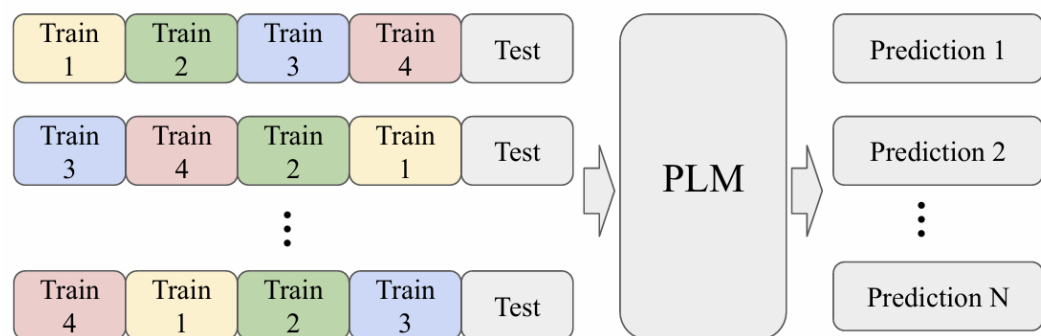 Train 1
Train 2
Train 3
Train 4
Test
Prediction 1
Train 3
Train 4
Train 2
Train 1
Test
PLM
Prediction 2
Train 4
Train 1
Train 2
Train 3
Test
Prediction N